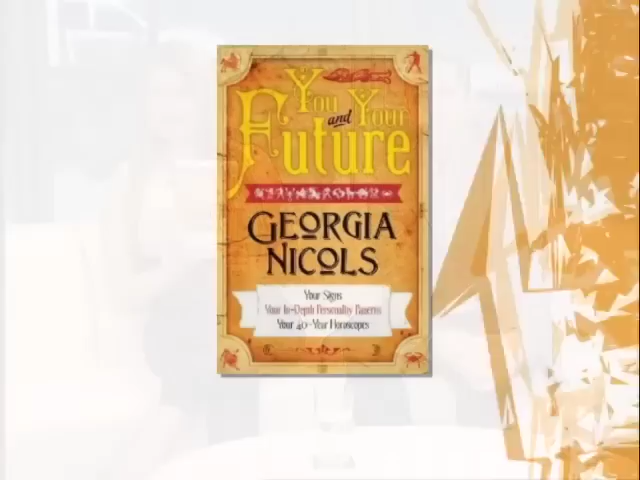 You and Your
Future
GEORGIA
NICOLS
Your Signs
Your In-Depth Personality Patterns
Your 40-Year Horoscopes